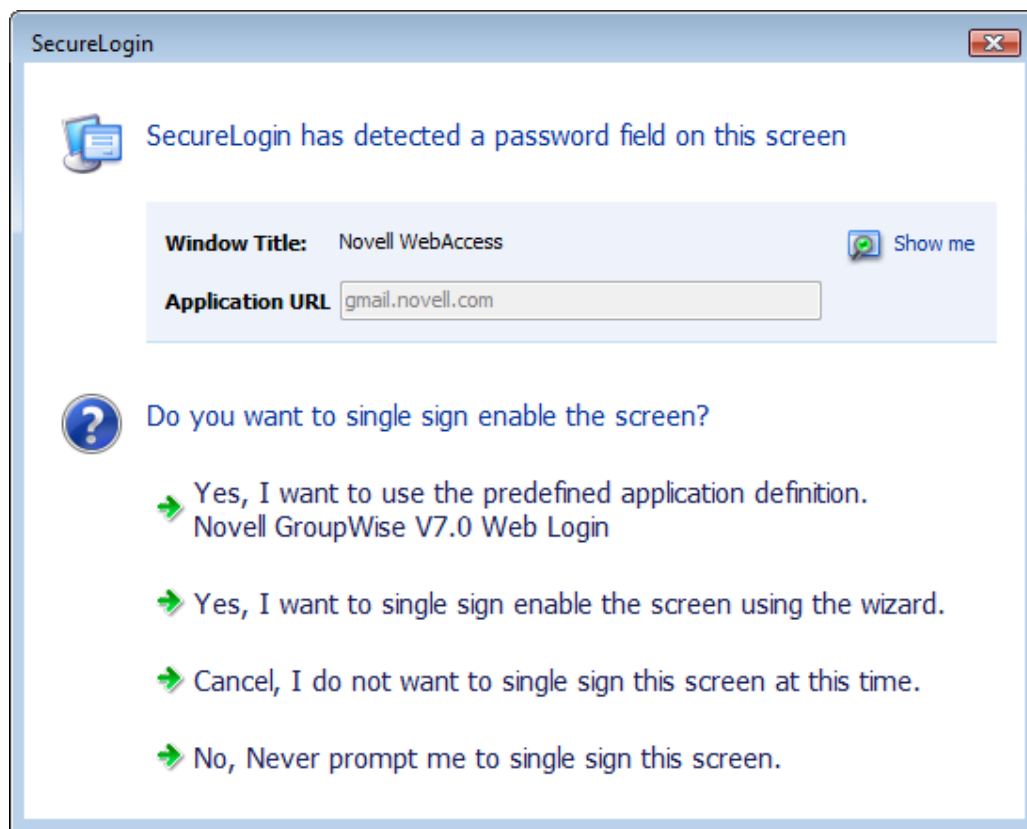 SecureLogin
SecureLogin has detected a password field on this screen
Window Title: Novell WebAccess Show me
Application URL gmail.novell.com
Do you want to single sign enable the screen?
Yes, I want to use the predefined application definition.
Novell GroupWise V7.0 Web Login
Yes, I want to single sign enable the screen using the wizard.
Cancel, I do not want to single sign this screen at this time.
No, Never prompt me to single sign this screen.